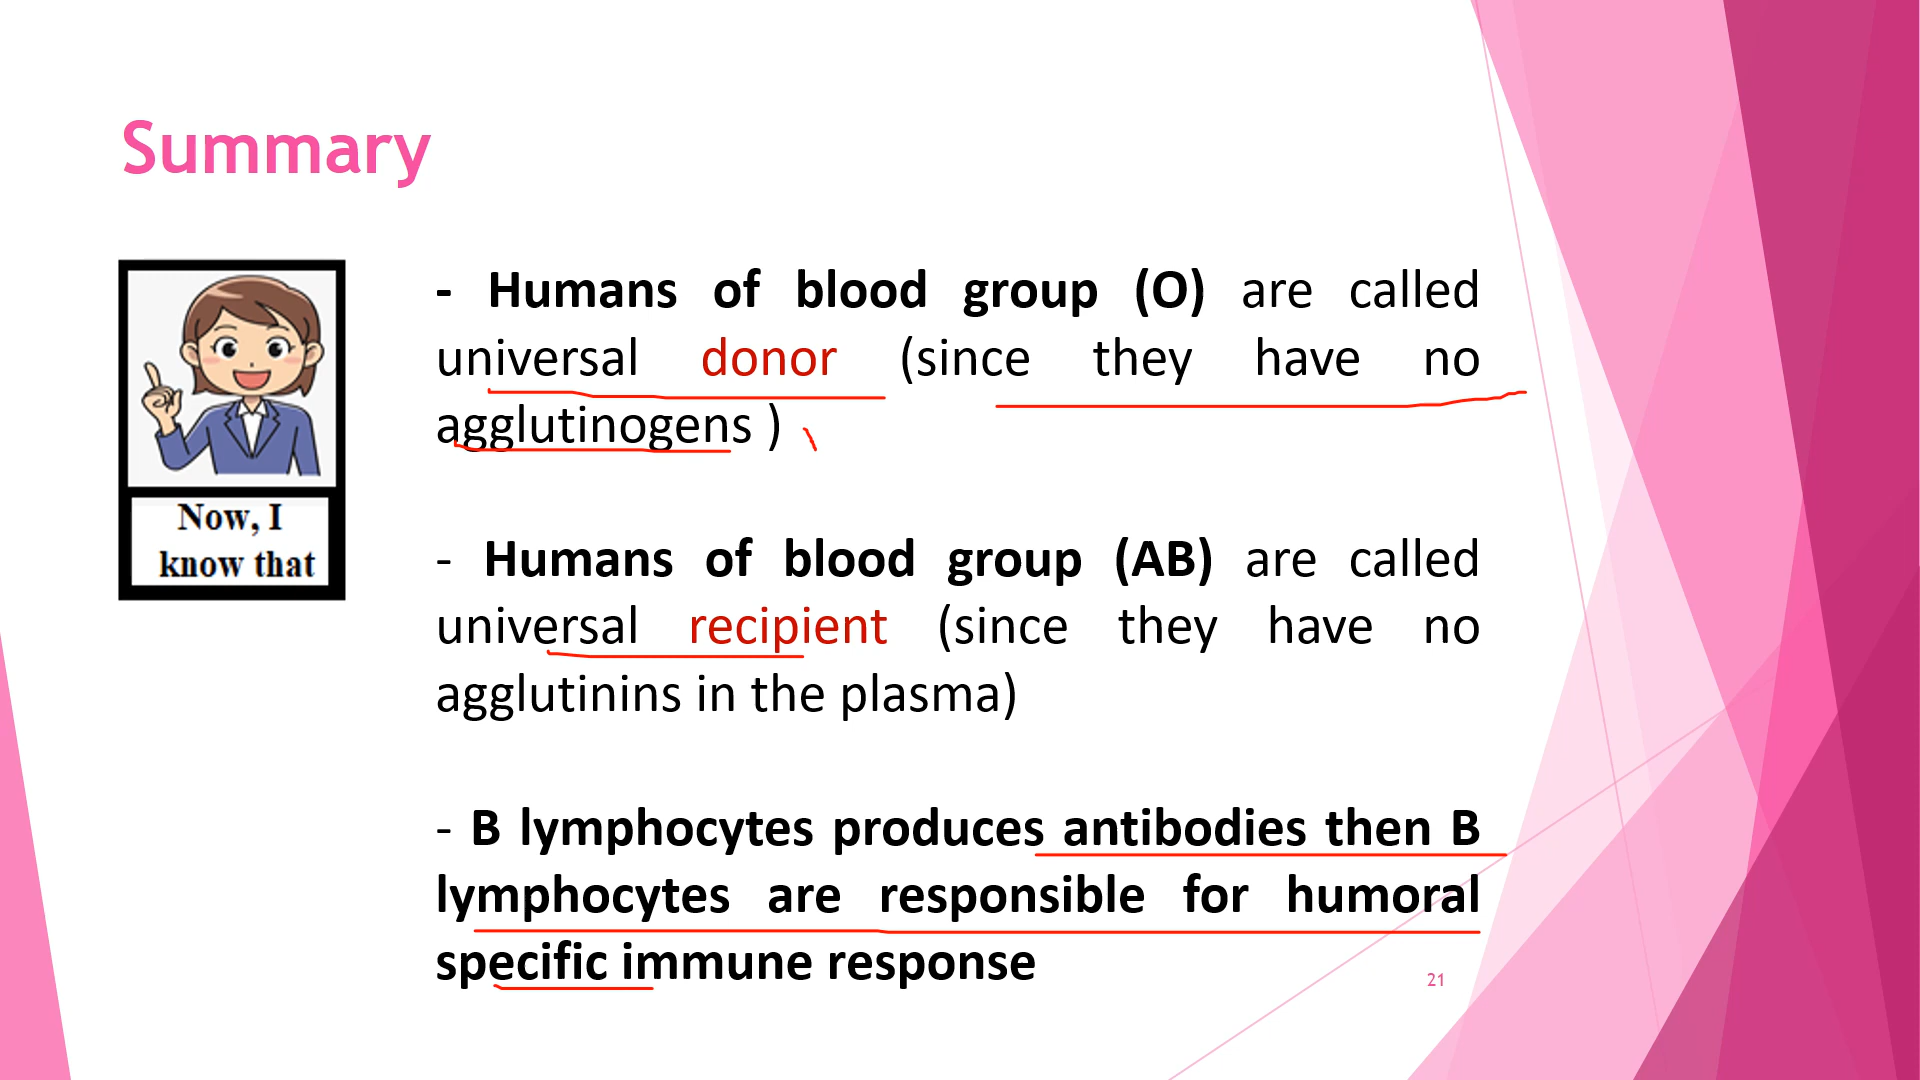 Summary
- Humans of blood group (O) are called
universal donor (since they have no
agglutinogens )
Now, I
know that
- Humans of blood group (AB) are called
universal recipient (since they have no
agglutinins in the plasma)
- B lymphocytes produces antibodies then B
lymphocytes are responsible for humoral
specific immune response
21